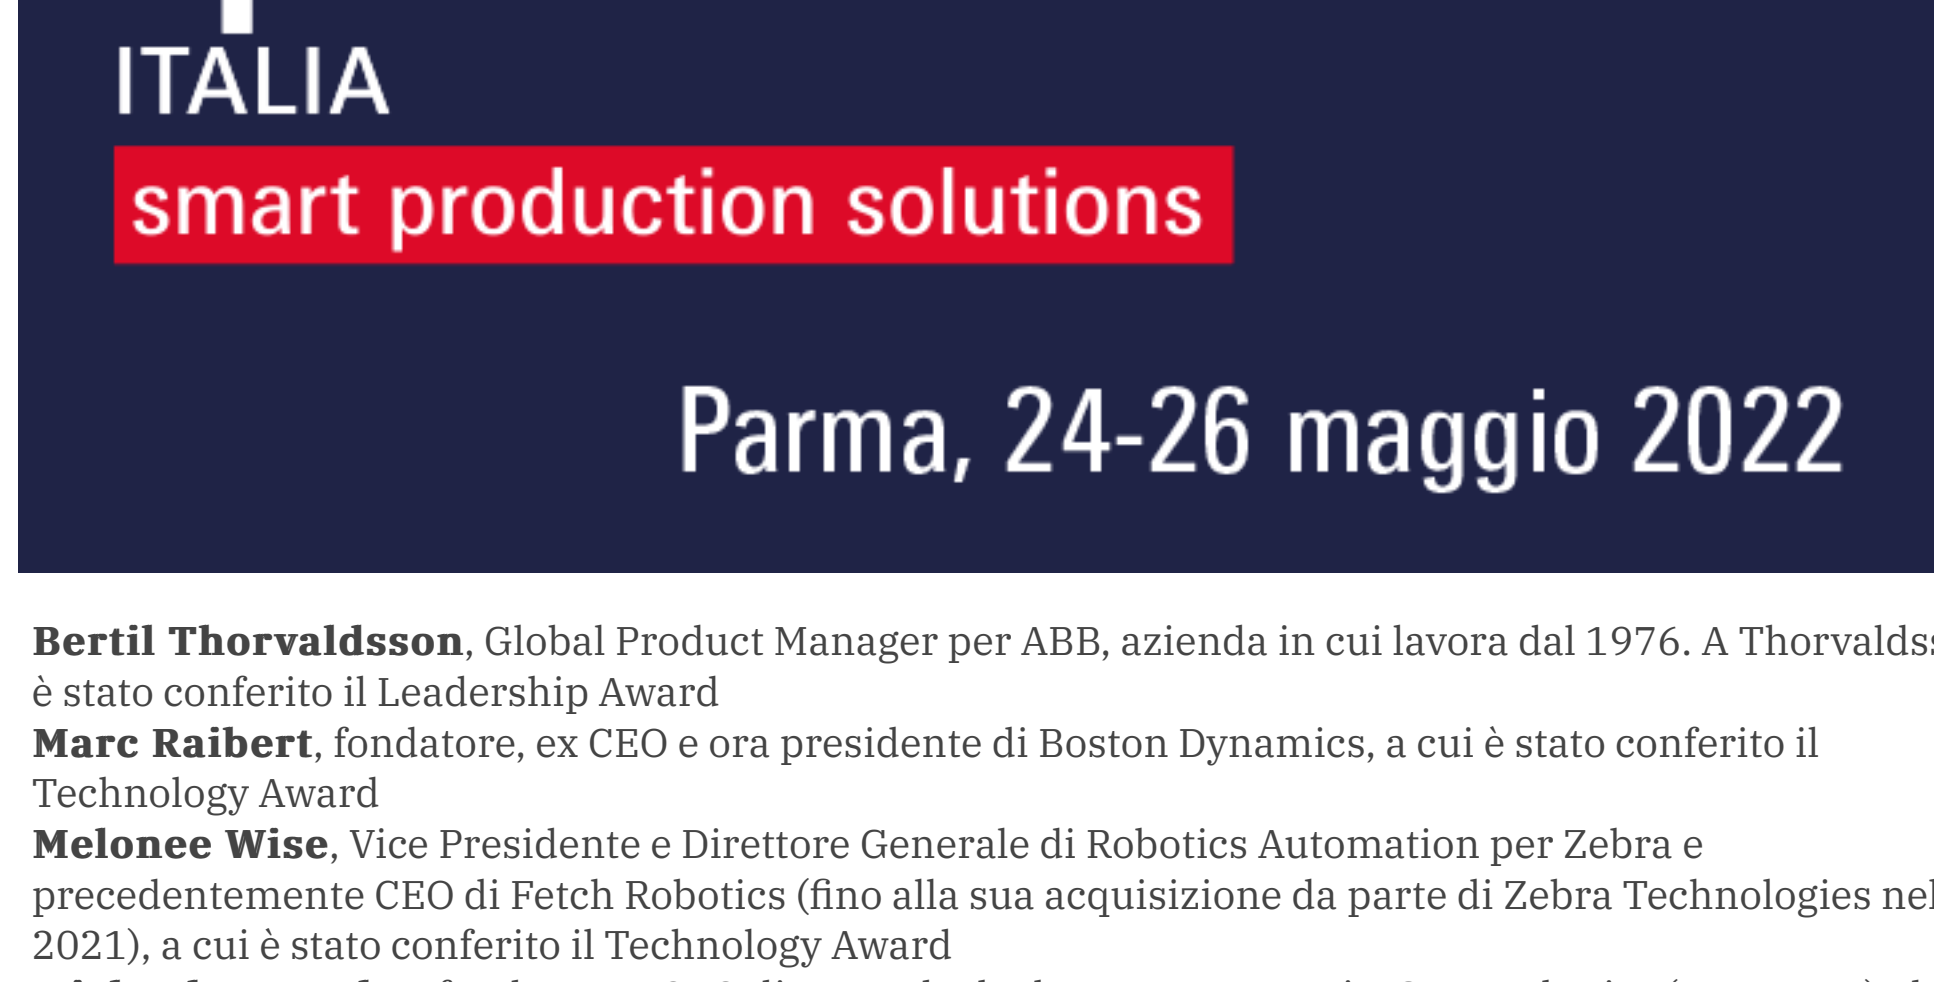 ITALIA
smart production solutions
Parma, 24-26 maggio 2022
Bertil Thorvaldsson, Global Product Manager per ABB, azienda in cui lavora dal 1976. A
è stato conferito il Leadership Award
Marc Raibert, fondatore, ex CEO e ora presidente di Boston Dynamics, a cui è stato conferito il
Technology Award
Melonee Wise, Vice Presidente e Direttore Generale di Robotics Automation per Zebra e
precedentemente CEO di Fetch Robotics (fino alla sua acquisizione da parte di Zebra Technologies nel
2021), a cui è stato conferito il Technology Award